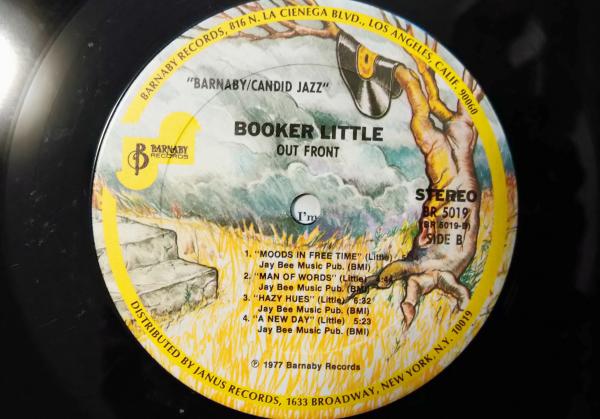 BARNABY RECORDS, 816 N. LA CIENEGA BLVD., LOS ANGELES, CALIF. 90060
"BARNABY/CANDID JAZZ"
BOOKER LITTLE
OUT FRONT
B BARNABY
RECORDS
STEREO
BR 5019
(BR 5019-B)
SIDE B
I'm
1. "MOODS IN FREE TIME" (Little)
Jay Bee Music Pub. (BMI)
2. "MAN OF WORDS" (Little) :44
Jay Bee Music Pub. (BMI)
3. "HAZY HUES" (Little) 6:32
Jay Bee Music Pub. (BMI)
4. "A NEW DAY" (Little) 5:23
Jay Bee Music Pub. (BMI)
℗ 1977 Barnaby Records
DISTRIBUTED BY JANUS RECORDS, 1633 BROADWAY, NEW YORK, N.Y. 10019